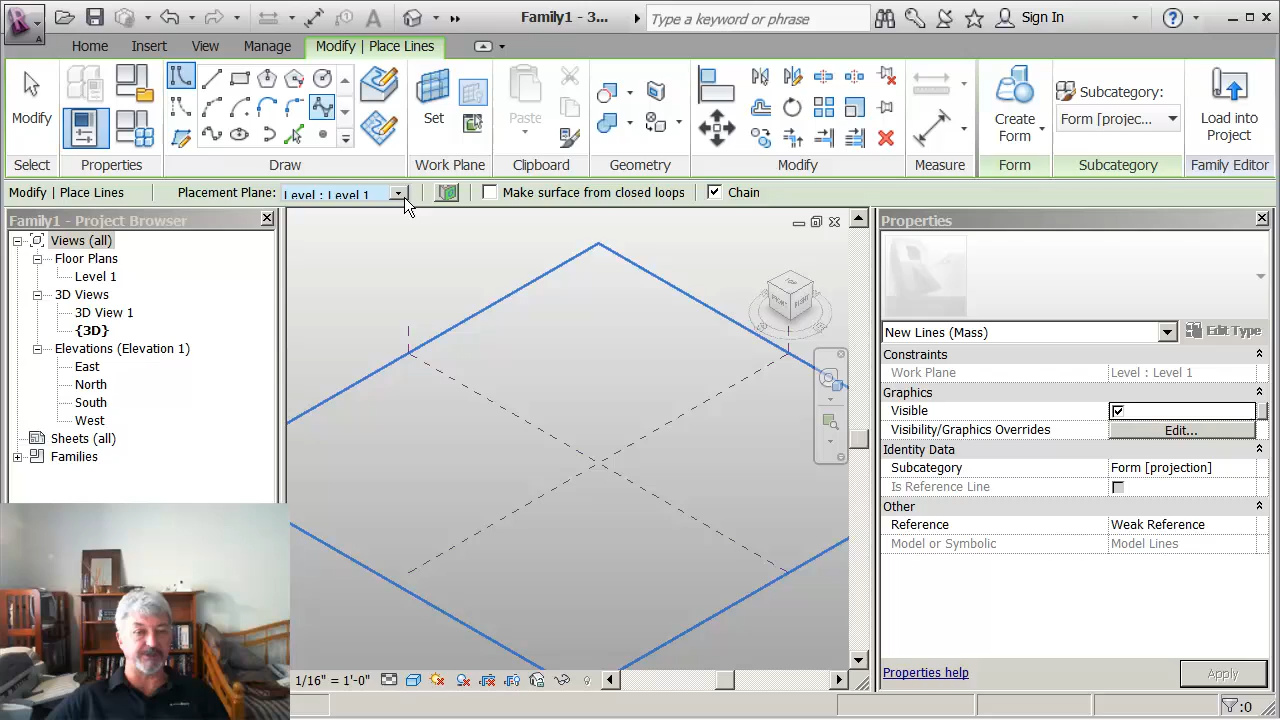 Family1 - 3...
Type a keyword or phrase
Sign In
Home
Insert
View
Manage
Modify | Place Lines
Modify
Set
Paste
Create
Form
Subcategory:
Form [projec...
Load into
Project
Select
Properties
Draw
Work Plane
Clipboard
Geometry
Modify
Measure
Form
Subcategory
Family Editor
Modify | Place Lines
Placement Plane:
Level : Level 1
Make surface from closed loops
Chain
Family1 - Project Browser
Views (all)
Floor Plans
Level 1
3D Views
3D View 1
{3D}
Elevations (Elevation 1)
East
North
South
West
Sheets (all)
Families
1/16" = 1'-0"
Properties
New Lines (Mass)
Edit Type
Constraints
Work Plane
Level : Level 1
Graphics
Visible
Visibility/Graphics Overrides
Edit...
Identity Data
Subcategory
Form [projection]
Is Reference Line
Other
Reference
Weak Reference
Model or Symbolic
Model Lines
Properties help
Apply
:0